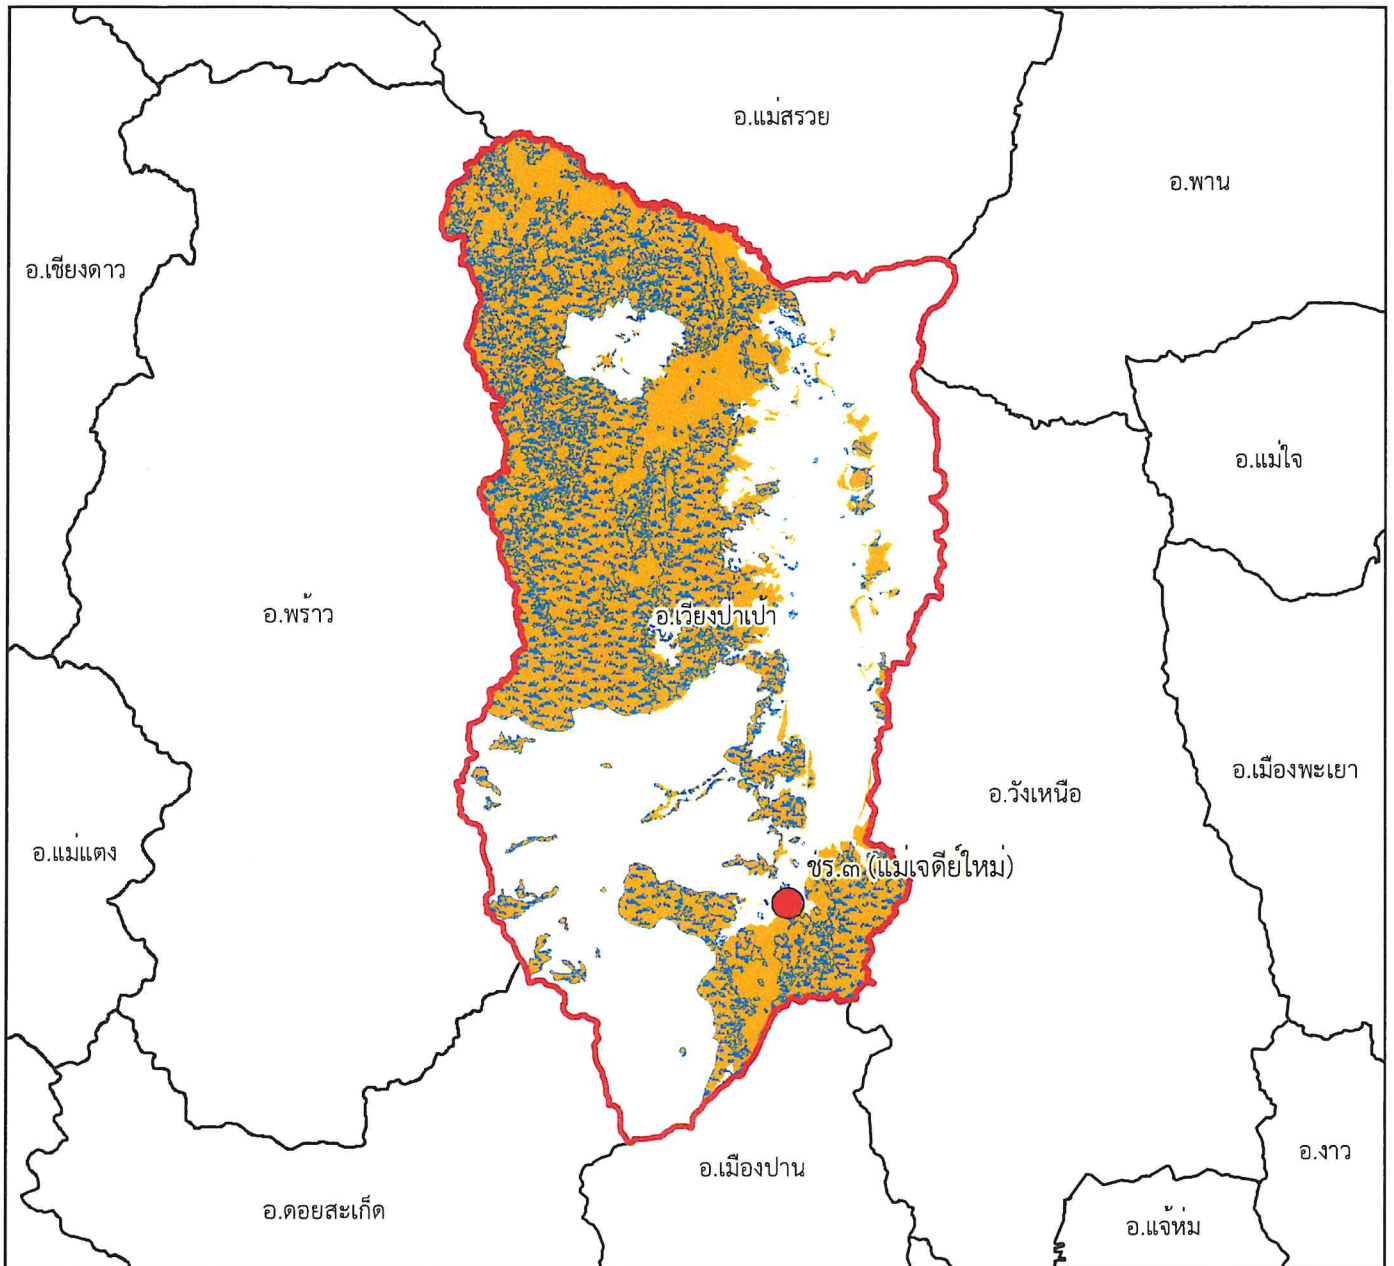 อ.แม่สรวย
อ.พาน
อ.เชียงดาว
อ.แม่ใจ
อ.พร้าว
อ.เวียงป่าเป้า
อ.เมืองพะเยา
อ.วังเหนือ
อ.แม่แตง
ชร.๓ (แม่เจดีย์ใหม่)
อ.งาว
อ.เมืองปาน
อ.ดอยสะเก็ด
อ.แจ้ห่ม